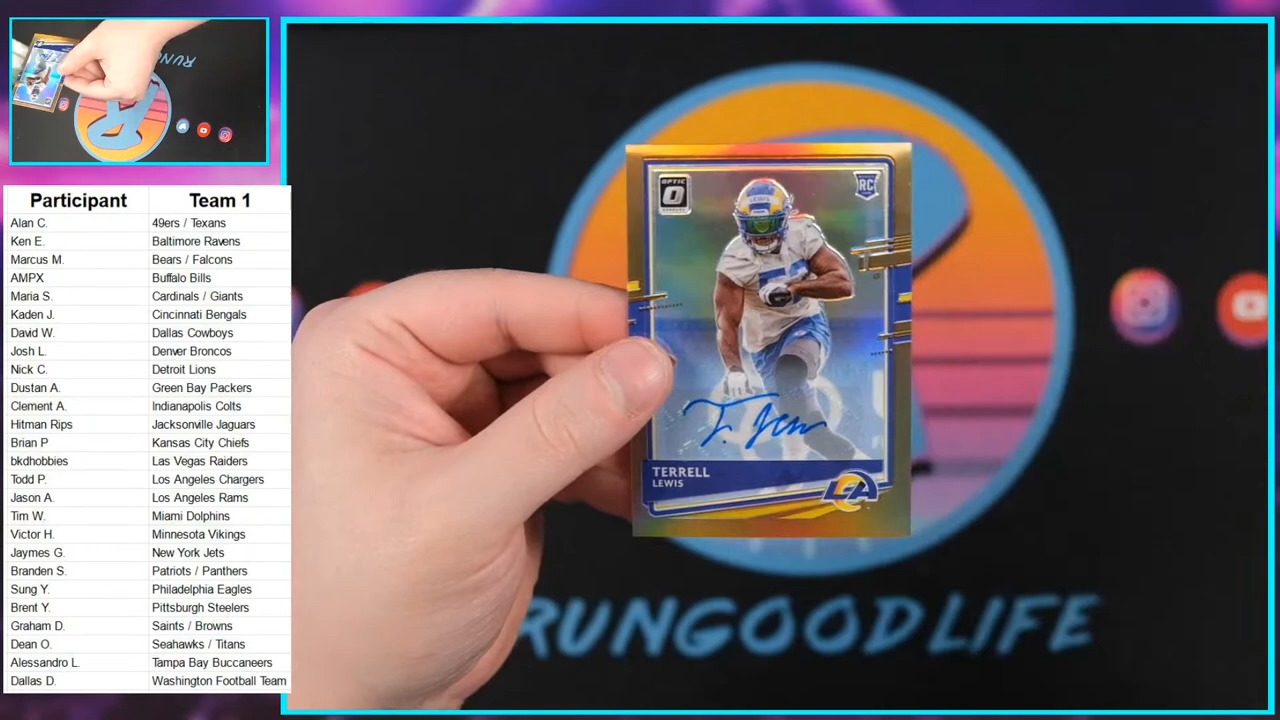 RUNG
Participant Team 1
Alan C. 49ers / Texans
Ken E. Baltimore Ravens
Marcus M. Bears / Falcons
AMPX Buffalo Bills
Maria S. Cardinals / Giants
Kaden J. Cincinnati Bengals
David W. Dallas Cowboys
Josh L. Denver Broncos
Nick C. Detroit Lions
Dustan A. Green Bay Packers
Clement A. Indianapolis Colts
Hitman Rips Jacksonville Jaguars
Brian P Kansas City Chiefs
bkdhobbies Las Vegas Raiders
Todd P. Los Angeles Chargers
Jason A. Los Angeles Rams
Tim W. Miami Dolphins
Victor H. Minnesota Vikings
Jaymes G. New York Jets
Branden S. Patriots / Panthers
Sung Y. Philadelphia Eagles
Brent Y. Pittsburgh Steelers
Graham D. Saints / Browns
Dean O. Seahawks / Titans
Alessandro L. Tampa Bay Buccaneers
Dallas D. Washington Football Team
OPTIC
RC
LEWIS
TERRELL
LEWIS
LA
RUNGOODLIFE